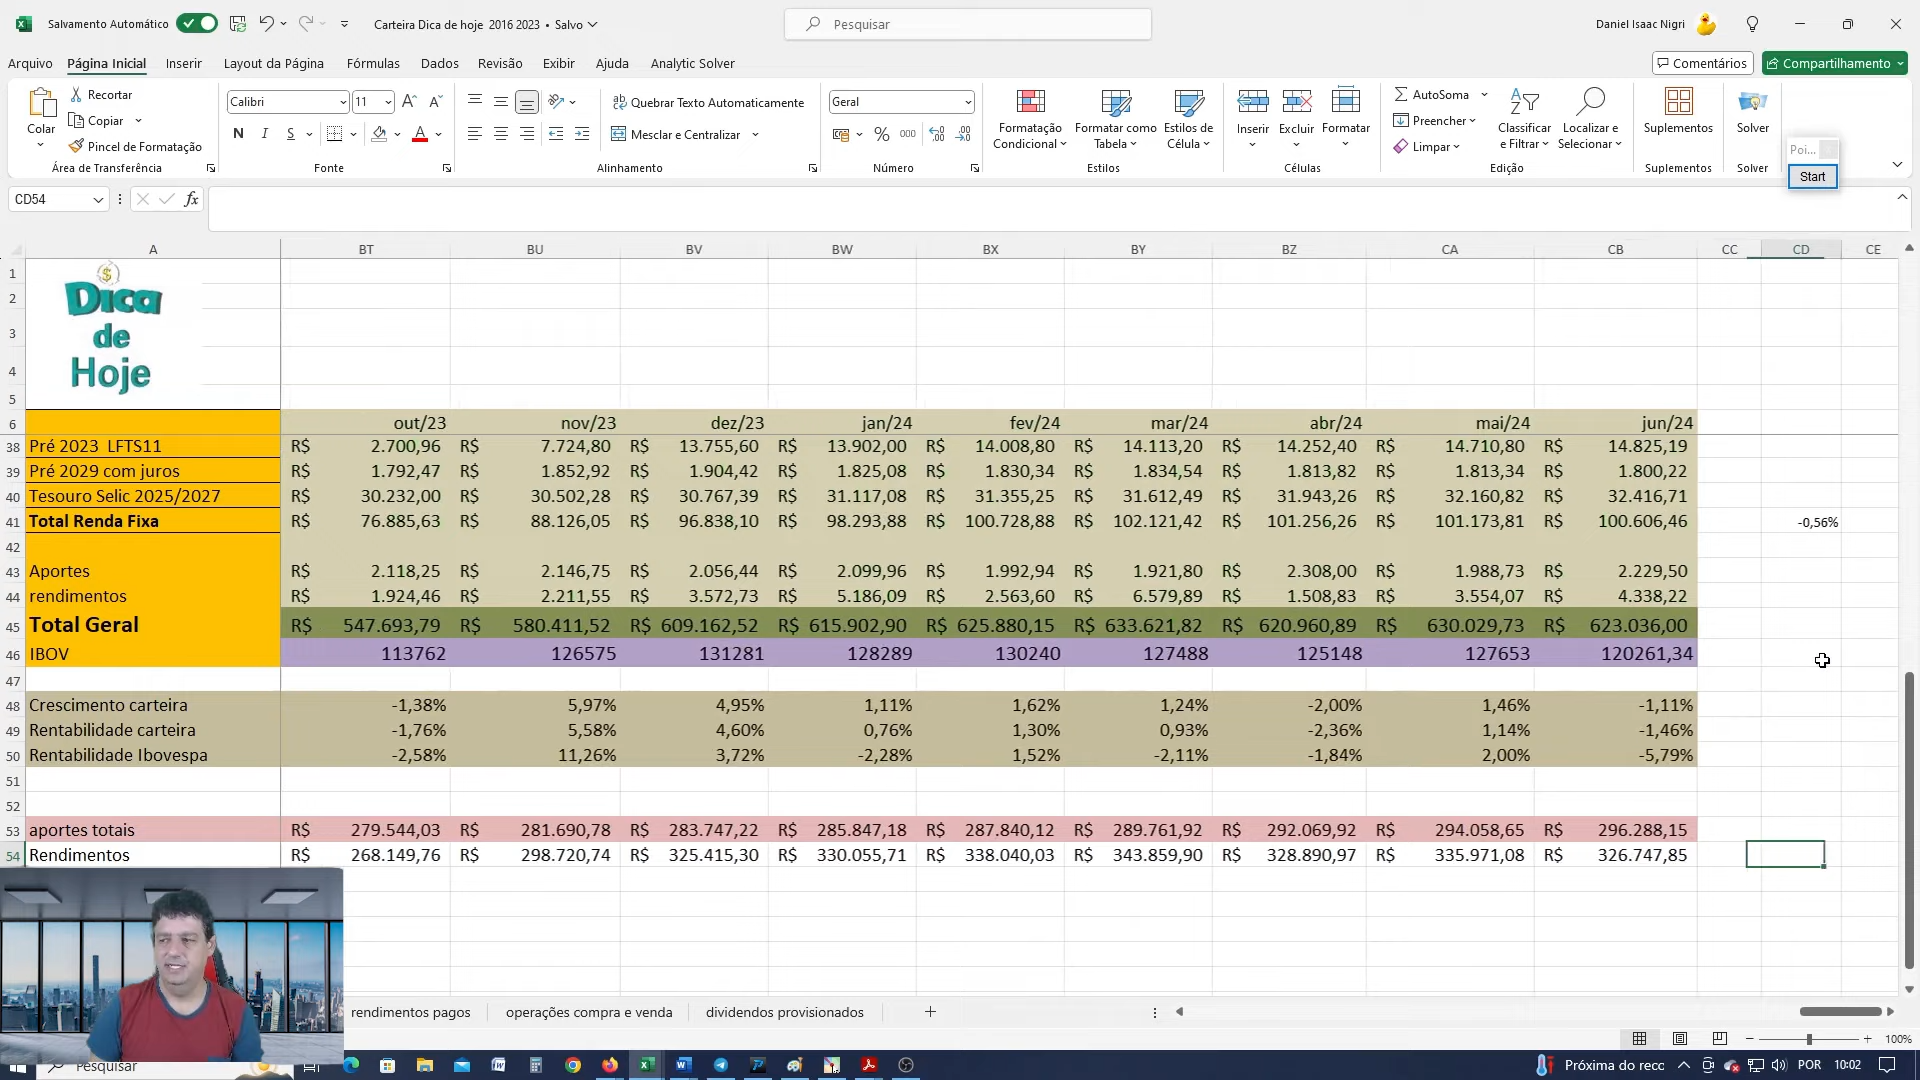 Salvamento Automático
Carteira Dica de hoje 2016 2023 • Salvo
Pesquisar
Daniel Isaac Nigri
Arquivo Página Inicial Inserir Layout da Página Fórmulas Dados Revisão Exibir Ajuda Analytic Solver
Comentários
Compartilhamento
Colar
Recortar
Copiar
Pincel de Formatação
Área de Transferência
Calibri 11
N I S
Fonte
Quebrar Texto Automaticamente
Mesclar e Centralizar
Alinhamento
Geral
% 000
Número
Formatação Condicional
Formatar como Tabela
Estilos de Célula
Estilos
Inserir Excluir Formatar
Células
AutoSoma
Preencher
Limpar
Classificar e Filtrar
Localizar e Selecionar
Edição
Suplementos
Suplementos
Solver
Solver
Poi...
Start
CD54
fx
A BT BU BV BW BX BY BZ CA CB CC CD CE
1
2
3
4
5
Dica
de
Hoje
6 out/23 nov/23 dez/23 jan/24 fev/24 mar/24 abr/24 mai/24 jun/24
38 Pré 2023 LFTS11 R$ 2.700,96 R$ 7.724,80 R$ 13.755,60 R$ 13.902,00 R$ 14.008,80 R$ 14.113,20 R$ 14.252,40 R$ 14.710,80 R$ 14.825,19
39 Pré 2029 com juros R$ 1.792,47 R$ 1.852,92 R$ 1.904,42 R$ 1.825,08 R$ 1.830,34 R$ 1.834,54 R$ 1.813,82 R$ 1.813,34 R$ 1.800,22
40 Tesouro Selic 2025/2027 R$ 30.232,00 R$ 30.502,28 R$ 30.767,39 R$ 31.117,08 R$ 31.355,25 R$ 31.612,49 R$ 31.943,26 R$ 32.160,82 R$ 32.416,71
41 Total Renda Fixa R$ 76.885,63 R$ 88.126,05 R$ 96.838,10 R$ 98.293,88 R$ 100.728,88 R$ 102.121,42 R$ 101.256,26 R$ 101.173,81 R$ 100.606,46 -0,56%
42
43 Aportes R$ 2.118,25 R$ 2.146,75 R$ 2.056,44 R$ 2.099,96 R$ 1.992,94 R$ 1.921,80 R$ 2.308,00 R$ 1.988,73 R$ 2.229,50
44 rendimentos R$ 1.924,46 R$ 2.211,55 R$ 3.572,73 R$ 5.186,09 R$ 2.563,60 R$ 6.579,89 R$ 1.508,83 R$ 3.554,07 R$ 4.338,22
45 Total Geral R$ 547.693,79 R$ 580.411,52 R$ 609.162,52 R$ 615.902,90 R$ 625.880,15 R$ 633.621,82 R$ 620.960,89 R$ 630.029,73 R$ 623.036,00
46 IBOV 113762 126575 131281 128289 130240 127488 125148 127653 120261,34
47
48 Crescimento carteira -1,38% 5,97% 4,95% 1,11% 1,62% 1,24% -2,00% 1,46% -1,11%
49 Rentabilidade carteira -1,76% 5,58% 4,60% 0,76% 1,30% 0,93% -2,36% 1,14% -1,46%
50 Rentabilidade Ibovespa -2,58% 11,26% 3,72% -2,28% 1,52% -2,11% -1,84% 2,00% -5,79%
51
52
53 aportes totais R$ 279.544,03 R$ 281.690,78 R$ 283.747,22 R$ 285.847,18 R$ 287.840,12 R$ 289.761,92 R$ 292.069,92 R$ 294.058,65 R$ 296.288,15
54 Rendimentos R$ 268.149,76 R$ 298.720,74 R$ 325.415,30 R$ 330.055,71 R$ 338.040,03 R$ 343.859,90 R$ 328.890,97 R$ 335.971,08 R$ 326.747,85
rendimentos pagos operações compra e venda dividendos provisionados
100%
Pesquisar
Próxima do recc
POR
10:02